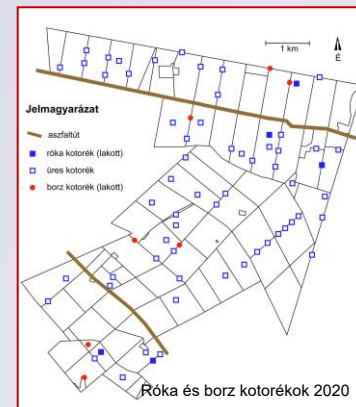 1 km
É
Jelmagyarázat
aszfaltút
róka kotorék (lakott)
üres kotorék
borz kotorék (lakott)
Róka és borz kotorékok 2020